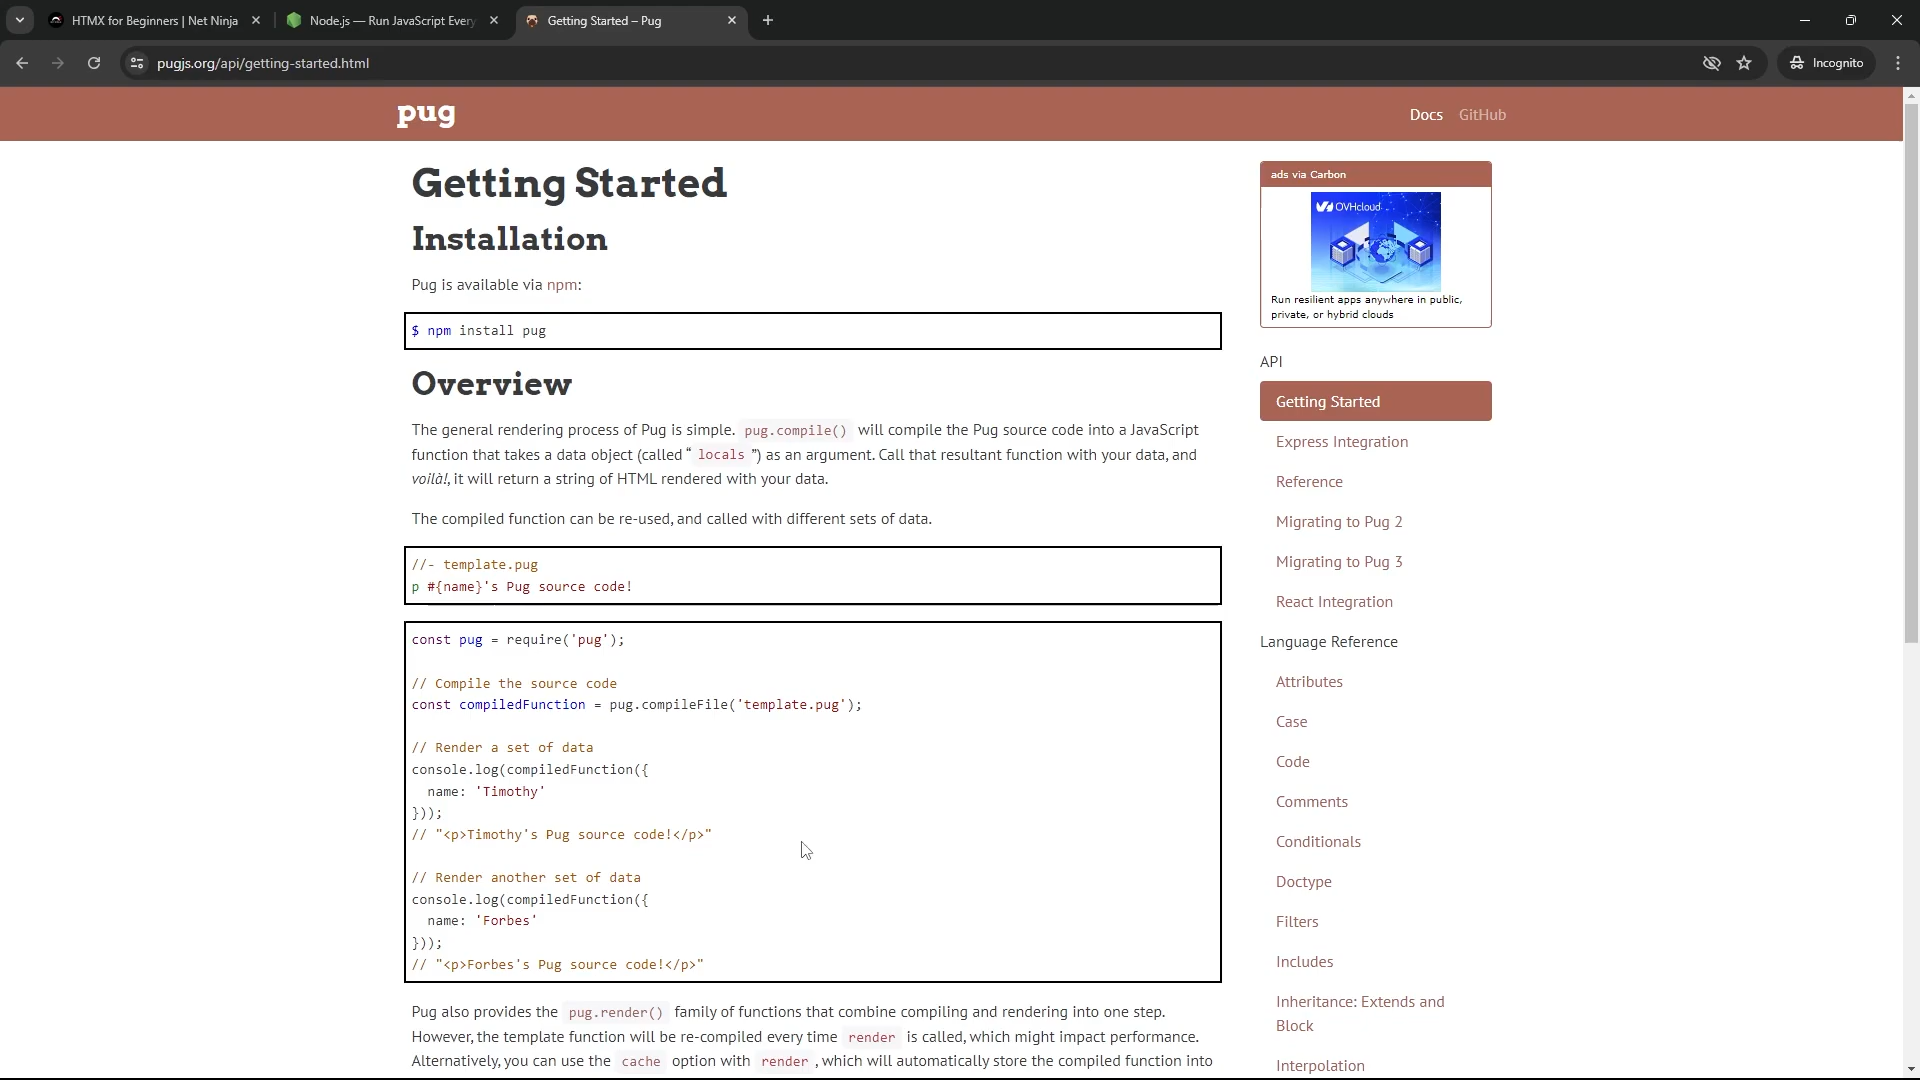 HTMX for Beginners | Net Ninja
Node.js — Run JavaScript Every
Getting Started – Pug
pugjs.org/api/getting-started.html
Incognito
pug
Docs
GitHub
Getting Started
Installation
Pug is available via npm:
$ npm install pug
Overview
The general rendering process of Pug is simple. pug.compile() will compile the Pug source code into a JavaScript
function that takes a data object (called “ locals ”) as an argument. Call that resultant function with your data, and
voilà!, it will return a string of HTML rendered with your data.
The compiled function can be re-used, and called with different sets of data.
//- template.pug
p #{name}'s Pug source code!
const pug = require('pug');
// Compile the source code
const compiledFunction = pug.compileFile('template.pug');
// Render a set of data
console.log(compiledFunction({
name: 'Timothy'
}));
// "<p>Timothy's Pug source code!</p>"
// Render another set of data
console.log(compiledFunction({
name: 'Forbes'
}));
// "<p>Forbes's Pug source code!</p>"
Pug also provides the pug.render() family of functions that combine compiling and rendering into one step.
However, the template function will be re-compiled every time render is called, which might impact performance.
Alternatively, you can use the cache option with render , which will automatically store the compiled function into
ads via Carbon
OVHcloud
Run resilient apps anywhere in public,
private, or hybrid clouds
API
Getting Started
Express Integration
Reference
Migrating to Pug 2
Migrating to Pug 3
React Integration
Language Reference
Attributes
Case
Code
Comments
Conditionals
Doctype
Filters
Includes
Inheritance: Extends and
Block
Interpolation